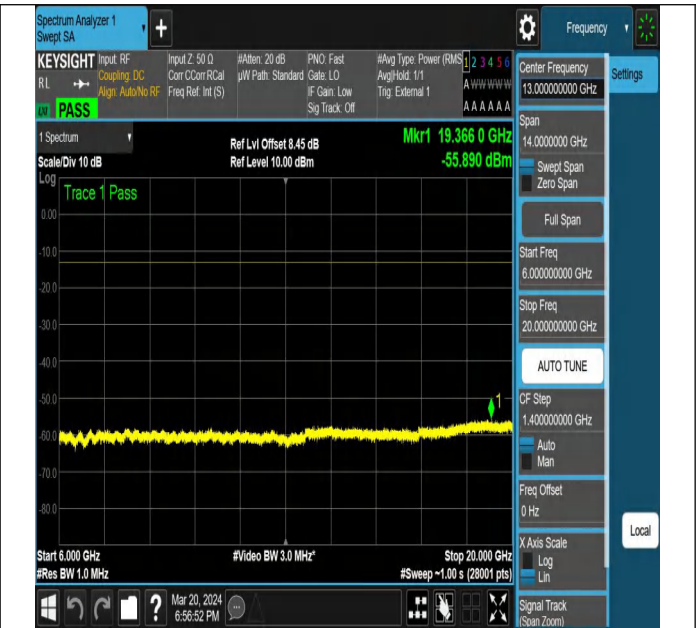 Spectrum Analyzer 1
Swept SA
+
Frequency
KEYSIGHT
RL
PASS
Input: RF
Coupling: DC
Align: Auto/No RF
Input Z: 50 Ω
Corr CCorr RCal
Freq Ref: Int (S)
#Atten: 20 dB
µW Path: Standard
PNO: Fast
Gate: LO
IF Gain: Low
Sig Track: Off
#Avg Type: Power (RMS
Avg|Hold: 1/1
Trig: External 1
1 2 3 4 5 6
A W W W W W
A A A A A A
1 Spectrum
Scale/Div 10 dB
Ref Lvl Offset 8.45 dB
Ref Level 10.00 dBm
Mkr1 19.366 0 GHz
-55.890 dBm
Log
Trace 1 Pass
0.00
-10.0
-20.0
-30.0
-40.0
-50.0
-60.0
-70.0
-80.0
1
Start 6.000 GHz
#Res BW 1.0 MHz
#Video BW 3.0 MHz*
Stop 20.000 GHz
#Sweep ~1.00 s (28001 pts)
?
Mar 20, 2024
6:56:52 PM
Center Frequency
13.000000000 GHz
Settings
Span
14.0000000 GHz
Swept Span
Zero Span
Full Span
Start Freq
6.000000000 GHz
Stop Freq
20.000000000 GHz
AUTO TUNE
CF Step
1.400000000 GHz
Auto
Man
Freq Offset
0 Hz
X Axis Scale
Log
Lin
Local
Signal Track
(Span Zoom)